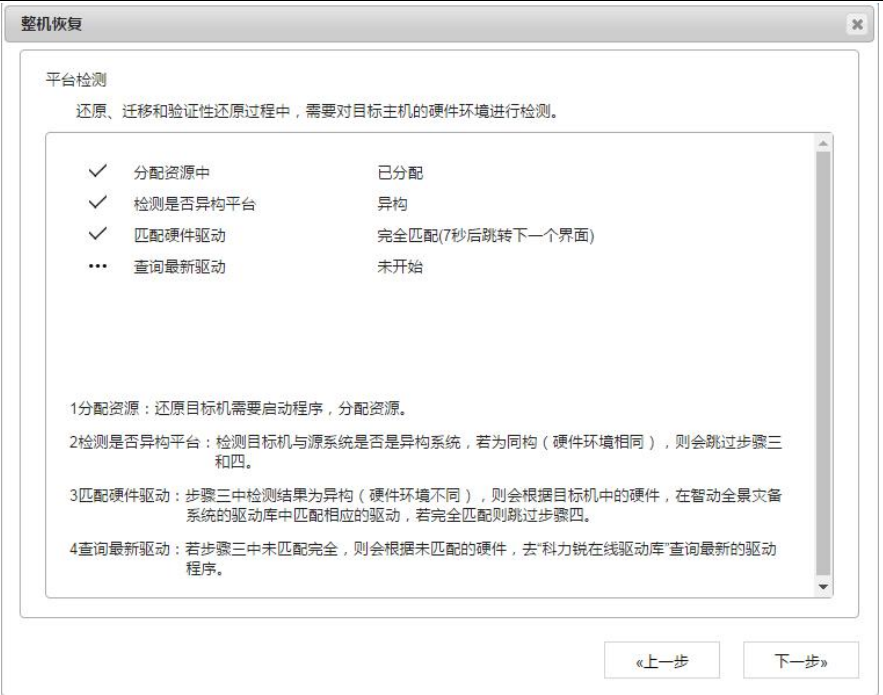 整机恢复
平台检测
还原、迁移和验证性还原过程中，需要对目标主机的硬件环境进行检测。
分配资源中 已分配
检测是否异构平台 异构
匹配硬件驱动 完全匹配(7秒后跳转下一个界面)
查询最新驱动 未开始
1分配资源：还原目标机需要启动程序，分配资源。
2检测是否异构平台：检测目标机与源系统是否是异构系统，若为同构（硬件环境相同），则会跳过步骤三
和四。
3匹配硬件驱动：步骤三中检测结果为异构（硬件环境不同），则会根据目标机中的硬件，在智动全景灾备
系统的驱动库中匹配相应的驱动，若完全匹配则跳过步骤四。
4查询最新驱动：若步骤三中未匹配完全，则会根据未匹配的硬件，去“科力锐在线驱动库”查询最新的驱动
程序。
«上一步 下一步»